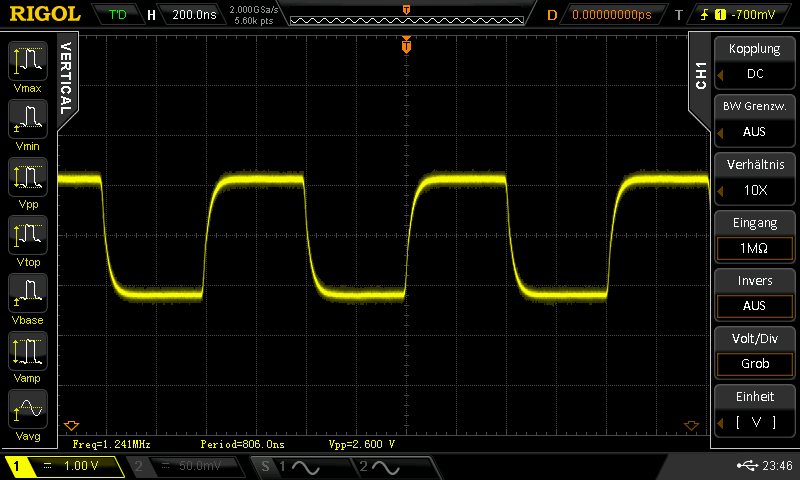 RIGOL T'D H 200.0ns 2.000GSa/s 5.60k pts D 0.00000000ps T 1 -700mV
T
VERTICAL
Vmax
Vmin
Vpp
Vtop
Vbase
Vamp
Vavg
CH1
Kopplung
DC
BW Grenzw.
AUS
Verhältnis
10X
Eingang
1MΩ
Invers
AUS
Volt/Div
Grob
Einheit
[ V ]
Freq=1.241MHz Period=806.0ns Vpp=2.600 V
1 1.00 V 2 50.0mV S 1 2 23:46